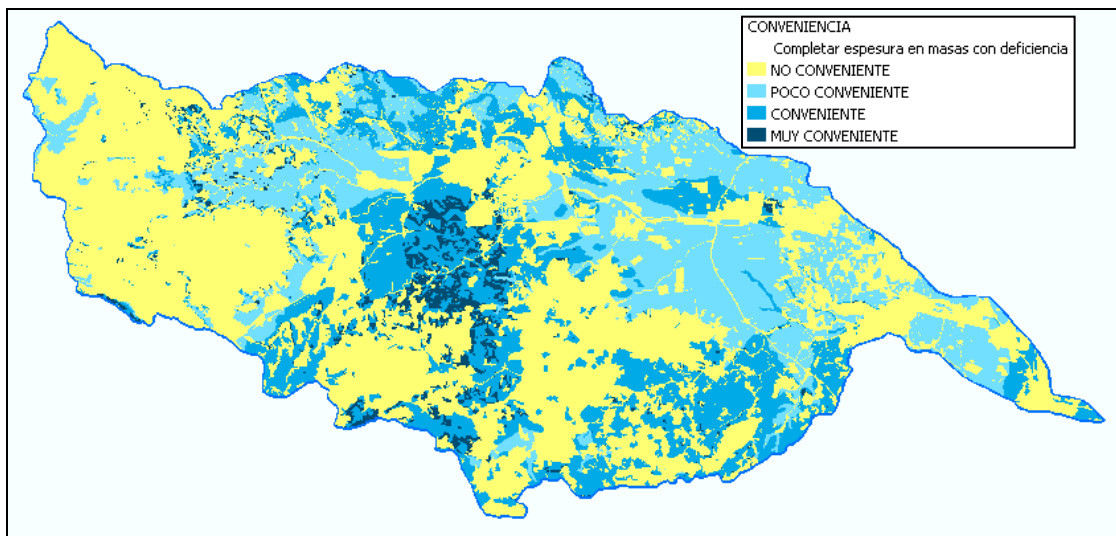 CONVENIENCIA
Completar espesura en masas con deficiencia
NO CONVENIENTE
POCO CONVENIENTE
CONVENIENTE
MUY CONVENIENTE